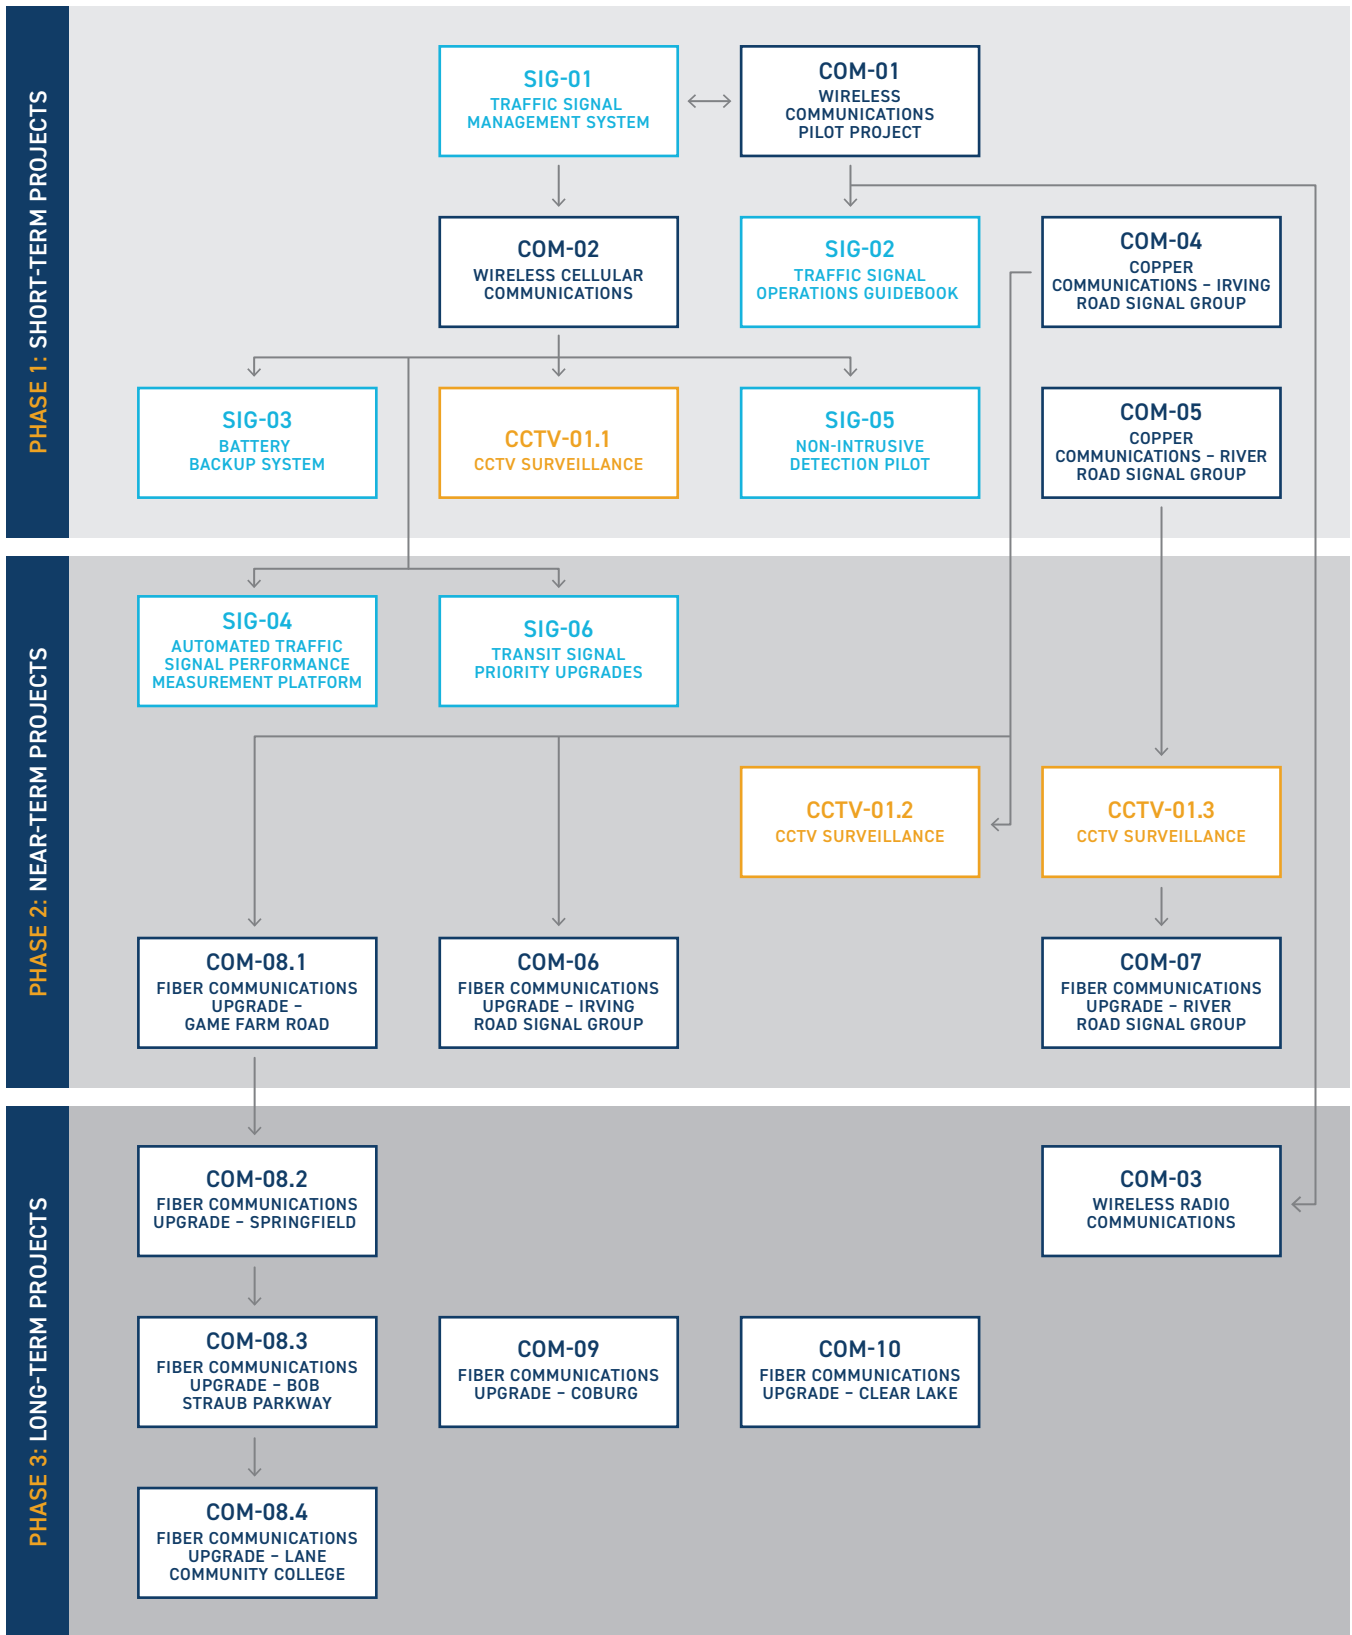 PHASE 1: SHORT-TERM PROJECTS
SIG-01
TRAFFIC SIGNAL
MANAGEMENT SYSTEM
COM-01
WIRELESS
COMMUNICATIONS
PILOT PROJECT
COM-02
WIRELESS CELLULAR
COMMUNICATIONS
SIG-02
TRAFFIC SIGNAL
OPERATIONS GUIDEBOOK
COM-04
COPPER
COMMUNICATIONS – IRVING
ROAD SIGNAL GROUP
SIG-03
BATTERY
BACKUP SYSTEM
CCTV-01.1
CCTV SURVEILLANCE
SIG-05
NON-INTRUSIVE
DETECTION PILOT
COM-05
COPPER
COMMUNICATIONS – RIVER
ROAD SIGNAL GROUP
PHASE 2: NEAR-TERM PROJECTS
SIG-04
AUTOMATED TRAFFIC
SIGNAL PERFORMANCE
MEASUREMENT PLATFORM
SIG-06
TRANSIT SIGNAL
PRIORITY UPGRADES
CCTV-01.2
CCTV SURVEILLANCE
CCTV-01.3
CCTV SURVEILLANCE
COM-08.1
FIBER COMMUNICATIONS
UPGRADE –
GAME FARM ROAD
COM-06
FIBER COMMUNICATIONS
UPGRADE – IRVING
ROAD SIGNAL GROUP
COM-07
FIBER COMMUNICATIONS
UPGRADE – RIVER
ROAD SIGNAL GROUP
PHASE 3: LONG-TERM PROJECTS
COM-08.2
FIBER COMMUNICATIONS
UPGRADE – SPRINGFIELD
COM-03
WIRELESS RADIO
COMMUNICATIONS
COM-08.3
FIBER COMMUNICATIONS
UPGRADE – BOB
STRAUB PARKWAY
COM-09
FIBER COMMUNICATIONS
UPGRADE – COBURG
COM-10
FIBER COMMUNICATIONS
UPGRADE – CLEAR LAKE
COM-08.4
FIBER COMMUNICATIONS
UPGRADE – LANE
COMMUNITY COLLEGE